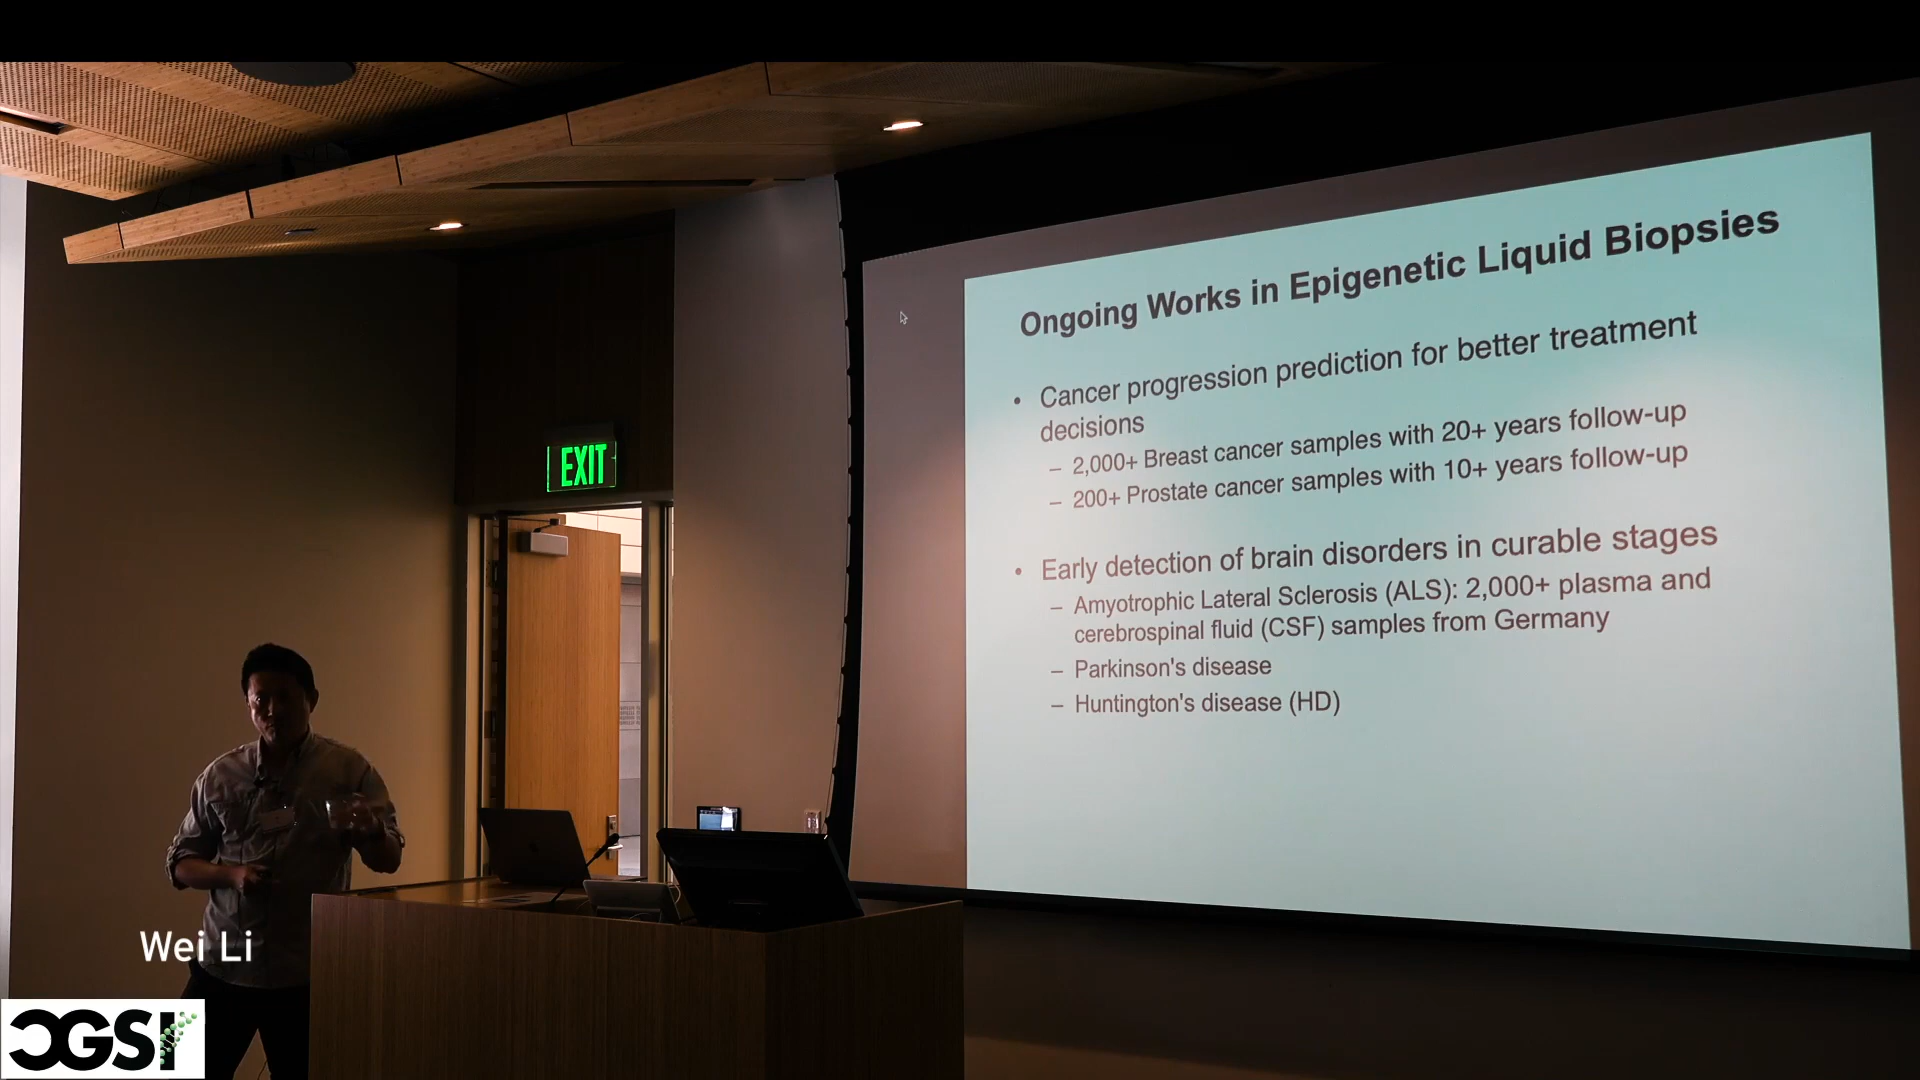 Ongoing Works in Epigenetic Liquid Biopsies
• Cancer progression prediction for better treatment
decisions
– 2,000+ Breast cancer samples with 20+ years follow-up
– 200+ Prostate cancer samples with 10+ years follow-up
• Early detection of brain disorders in curable stages
– Amyotrophic Lateral Sclerosis (ALS): 2,000+ plasma and
cerebrospinal fluid (CSF) samples from Germany
– Parkinson's disease
– Huntington's disease (HD)
EXIT
Wei Li
CGSI